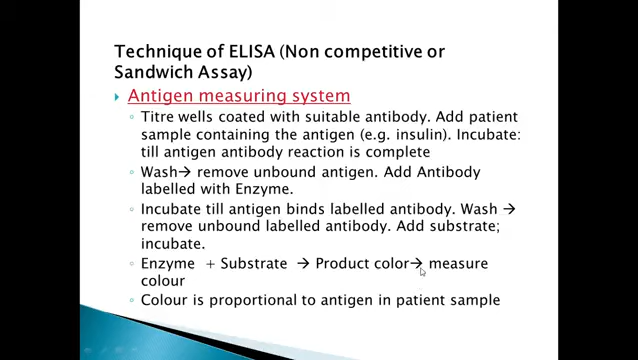 Technique of ELISA (Non competitive or
Sandwich Assay)
Antigen measuring system
Titre wells coated with suitable antibody. Add patient
sample containing the antigen (e.g. insulin). Incubate:
till antigen antibody reaction is complete
Wash→ remove unbound antigen. Add Antibody
labelled with Enzyme.
Incubate till antigen binds labelled antibody. Wash →
remove unbound labelled antibody. Add substrate;
incubate.
Enzyme + Substrate → Product color→ measure
colour
Colour is proportional to antigen in patient sample